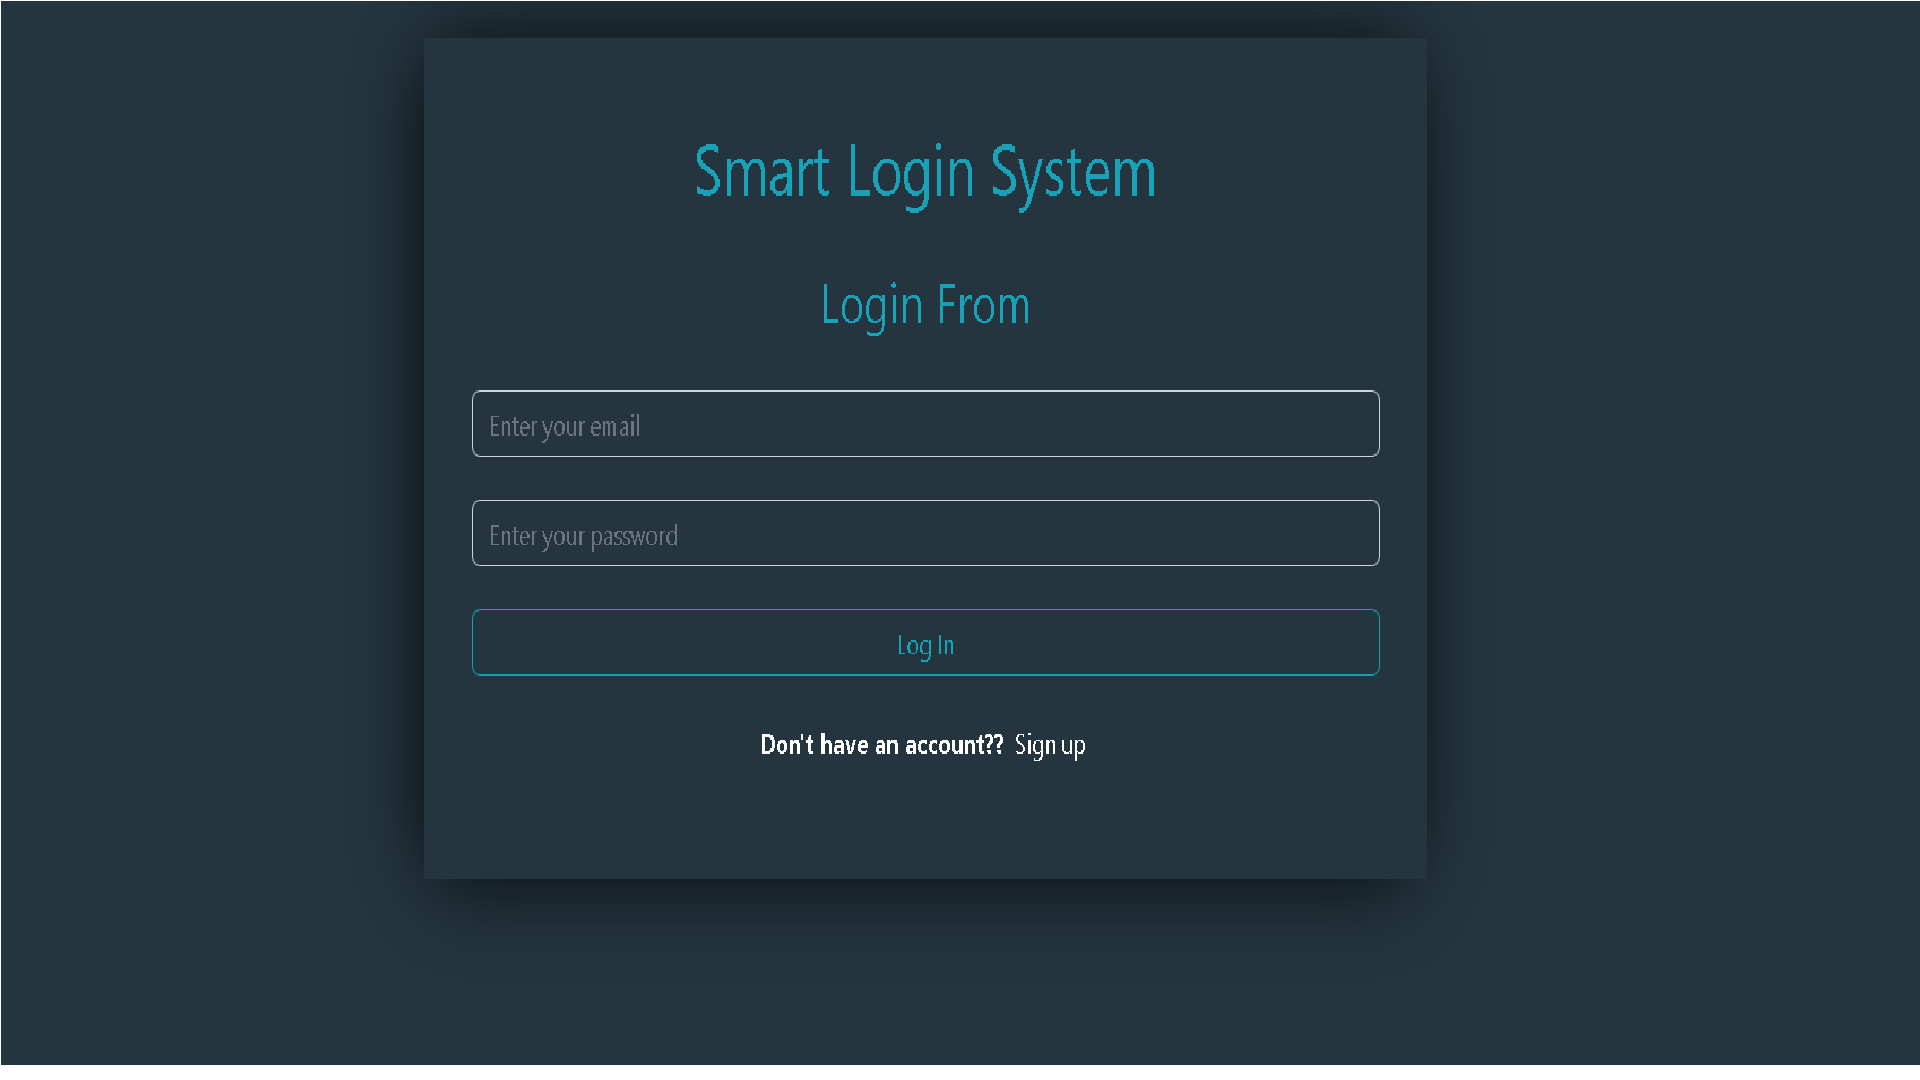 Smart Login System
Login From
Enter your email
Enter your password
Log In
Don't have an account?? Sign up